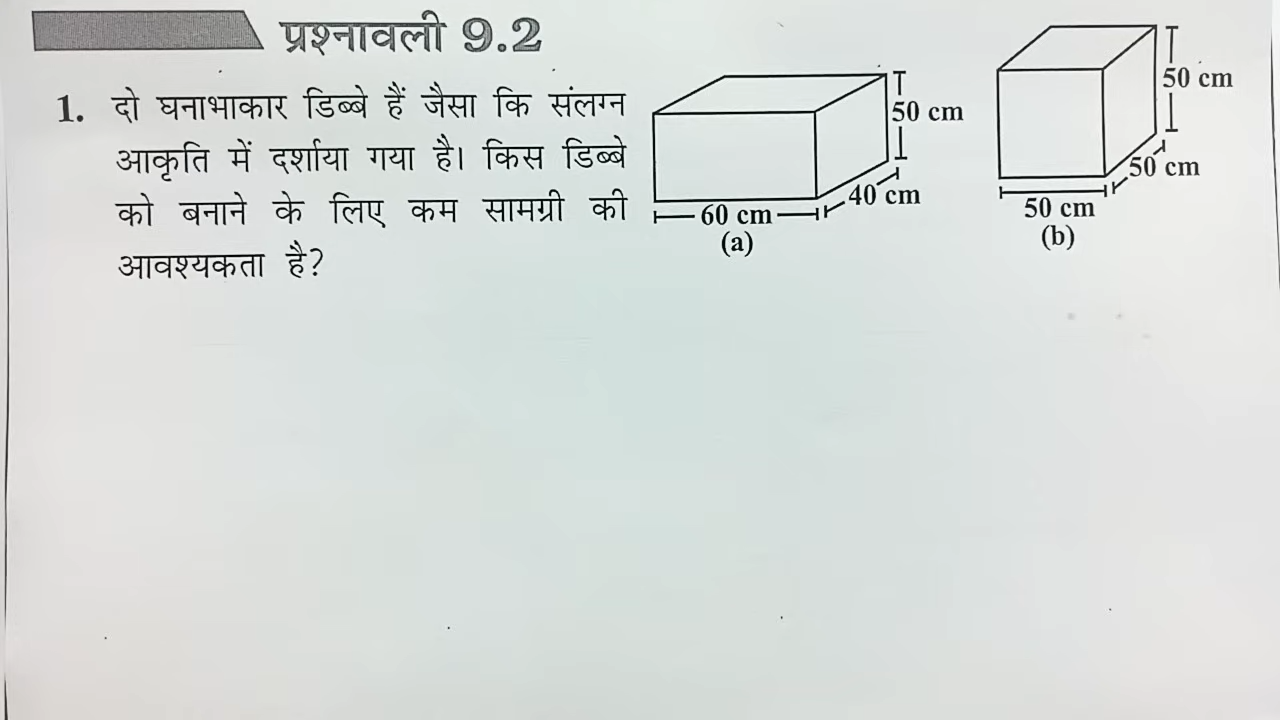 प्रश्नावली 9.2
1. दो घनाभाकार डिब्बे हैं जैसा कि संलग्न
आकृति में दर्शाया गया है। किस डिब्बे
को बनाने के लिए कम सामग्री की
आवश्यकता है?
50 cm
40 cm
60 cm
(a)
50 cm
50 cm
50 cm
(b)